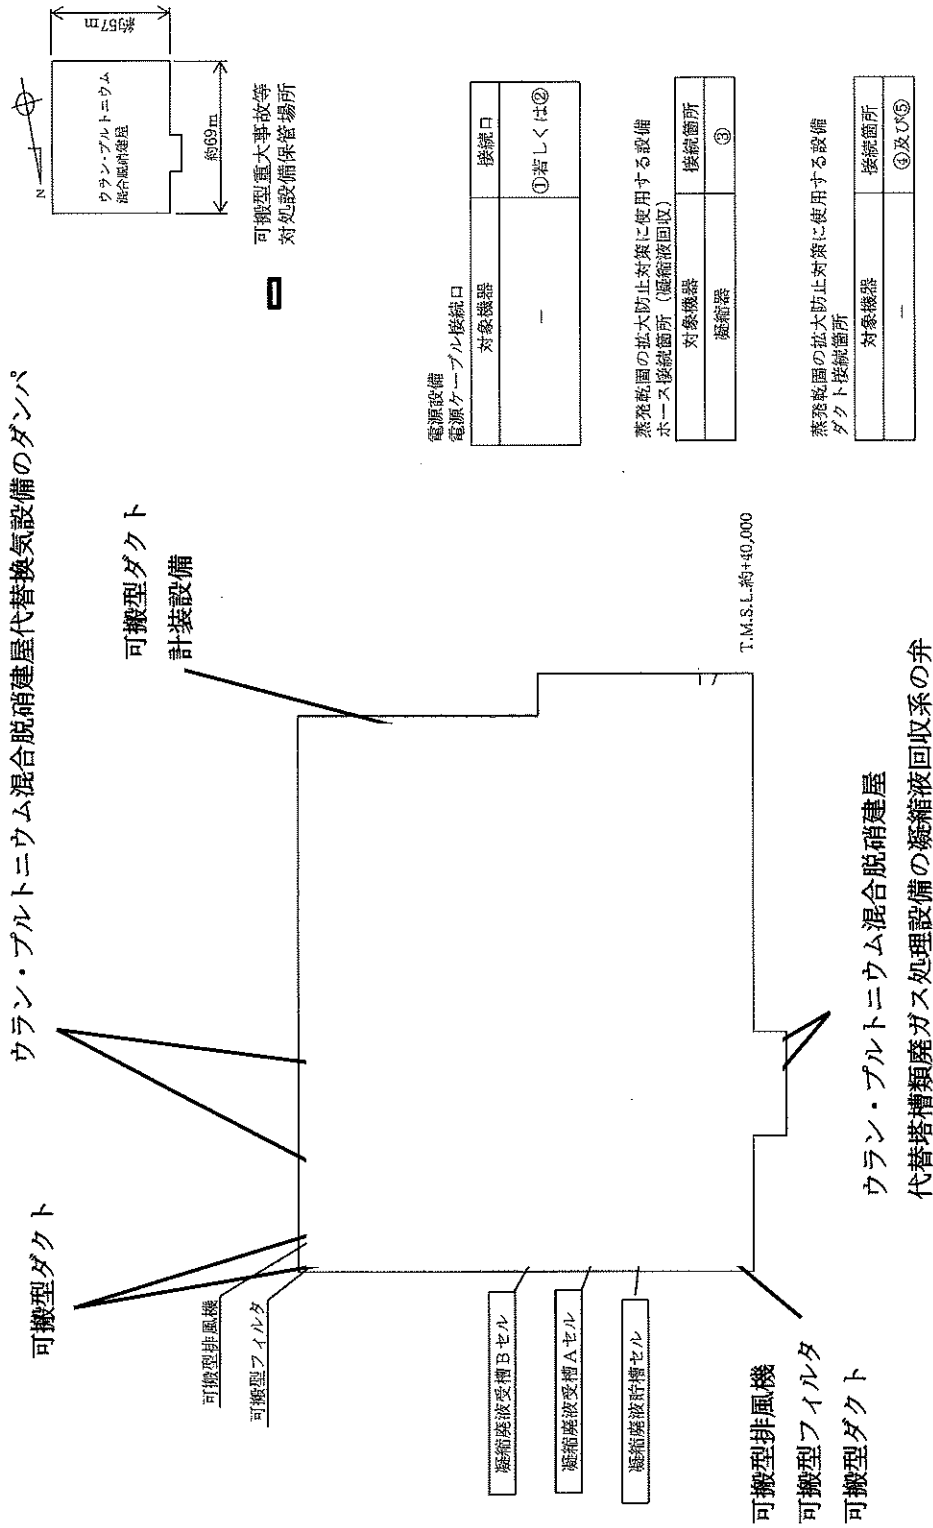 ウラン・プルトニウム混合脱硝建屋代替換気設備のダンパ
可搬型ダクト
可搬型排風機
可搬型フィルタ
可搬型ダクト
計装設備
凝縮廃液受槽Bセル
凝縮廃液受槽Aセル
凝縮廃液貯槽セル
T.M.S.L.約+40,000
可搬型排風機
可搬型フィルタ
可搬型ダクト
ウラン・プルトニウム混合脱硝建屋
代替塔槽類廃ガス処理設備の凝縮液回収系の弁
N
ウラン・プルトニウム
混合脱硝建屋
約57m
約69m
可搬型重大事故等
対処設備保管場所
電源設備
電源ケーブル接続口
対象機器 接続口
― ①若しくは②
蒸発乾固の拡大防止対策に使用する設備
ホース接続箇所（凝縮液回収）
対象機器 接続箇所
凝縮器 ③
蒸発乾固の拡大防止対策に使用する設備
ダクト接続箇所
対象機器 接続箇所
― ④及び⑤